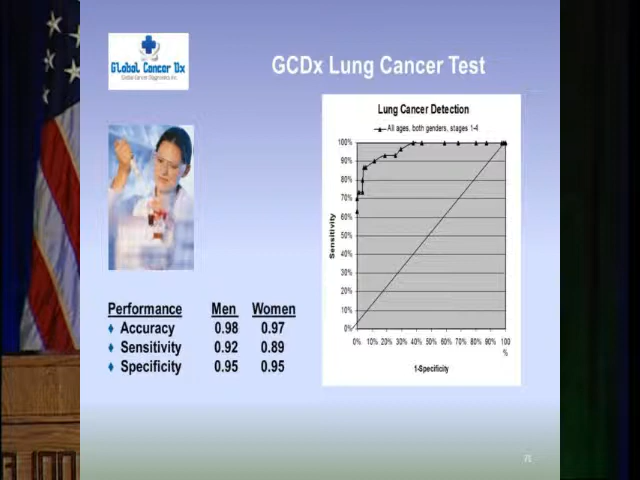 Global Cancer Dx
Global Cancer Diagnostics Inc.
GCDx Lung Cancer Test
Lung Cancer Detection
All ages, both genders, stages 1-4
100%
90%
80%
70%
60%
50%
40%
30%
20%
10%
0%
Sensitivity
0% 10% 20% 30% 40% 50% 60% 70% 80% 90% 100
%
1-Specificity
Performance Men Women
Accuracy 0.98 0.97
Sensitivity 0.92 0.89
Specificity 0.95 0.95